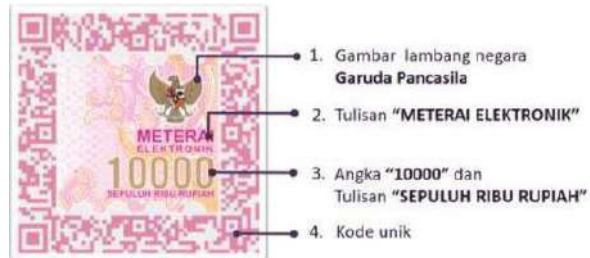 METERAI
ELEKTRONIK
10000
SEPULUH RIBU RUPIAH
1. Gambar lambang negara
Garuda Pancasila
2. Tulisan "METERAI ELEKTRONIK"
3. Angka "10000" dan
Tulisan "SEPULUH RIBU RUPIAH"
4. Kode unik